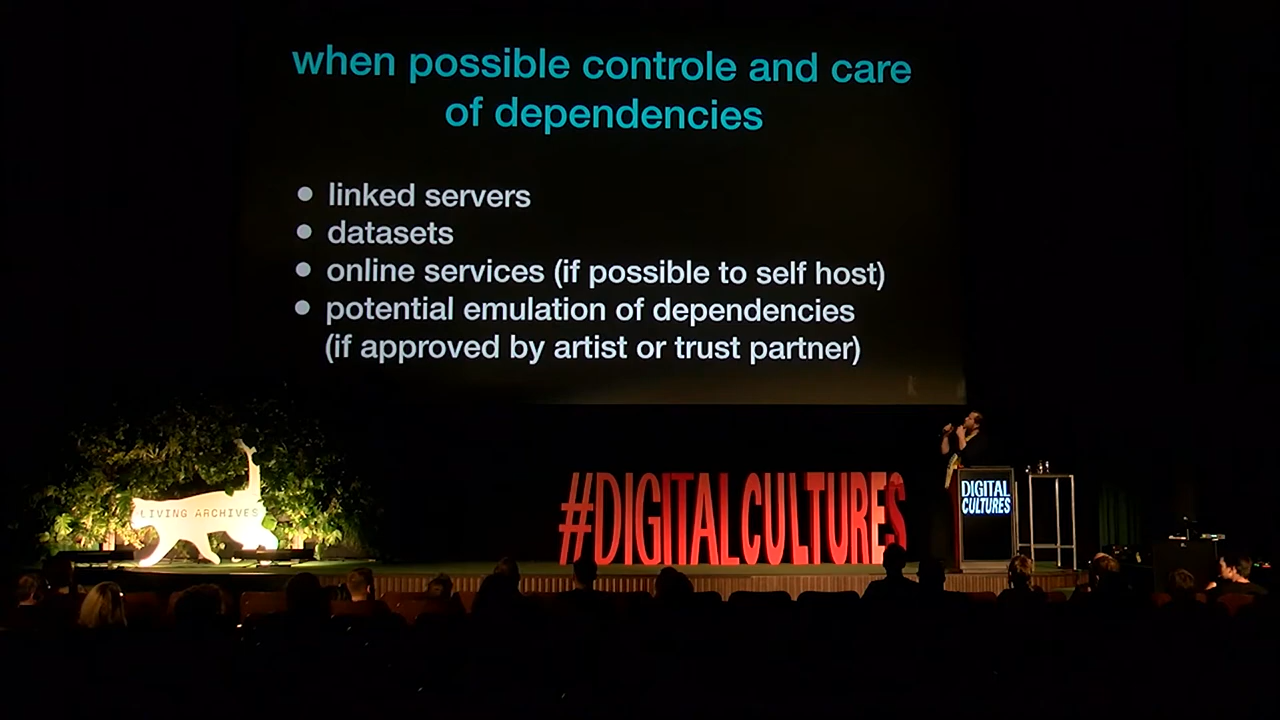 when possible controle and care
of dependencies
● linked servers
● datasets
● online services (if possible to self host)
● potential emulation of dependencies
(if approved by artist or trust partner)
LIVING ARCHIVES
#DIGITALCULTURES
DIGITAL
CULTURES